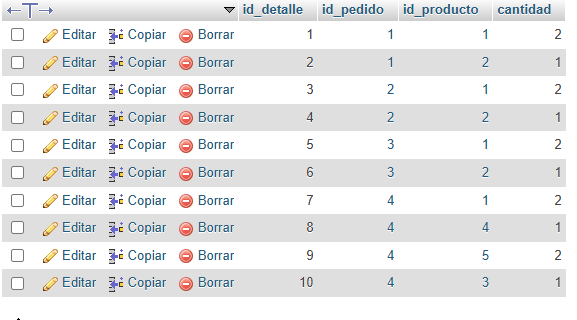 id_detalle id_pedido id_producto cantidad
Editar Copiar Borrar 1 1 1 2
Editar Copiar Borrar 2 1 2 1
Editar Copiar Borrar 3 2 1 2
Editar Copiar Borrar 4 2 2 1
Editar Copiar Borrar 5 3 1 2
Editar Copiar Borrar 6 3 2 1
Editar Copiar Borrar 7 4 1 2
Editar Copiar Borrar 8 4 4 1
Editar Copiar Borrar 9 4 5 2
Editar Copiar Borrar 10 4 3 1